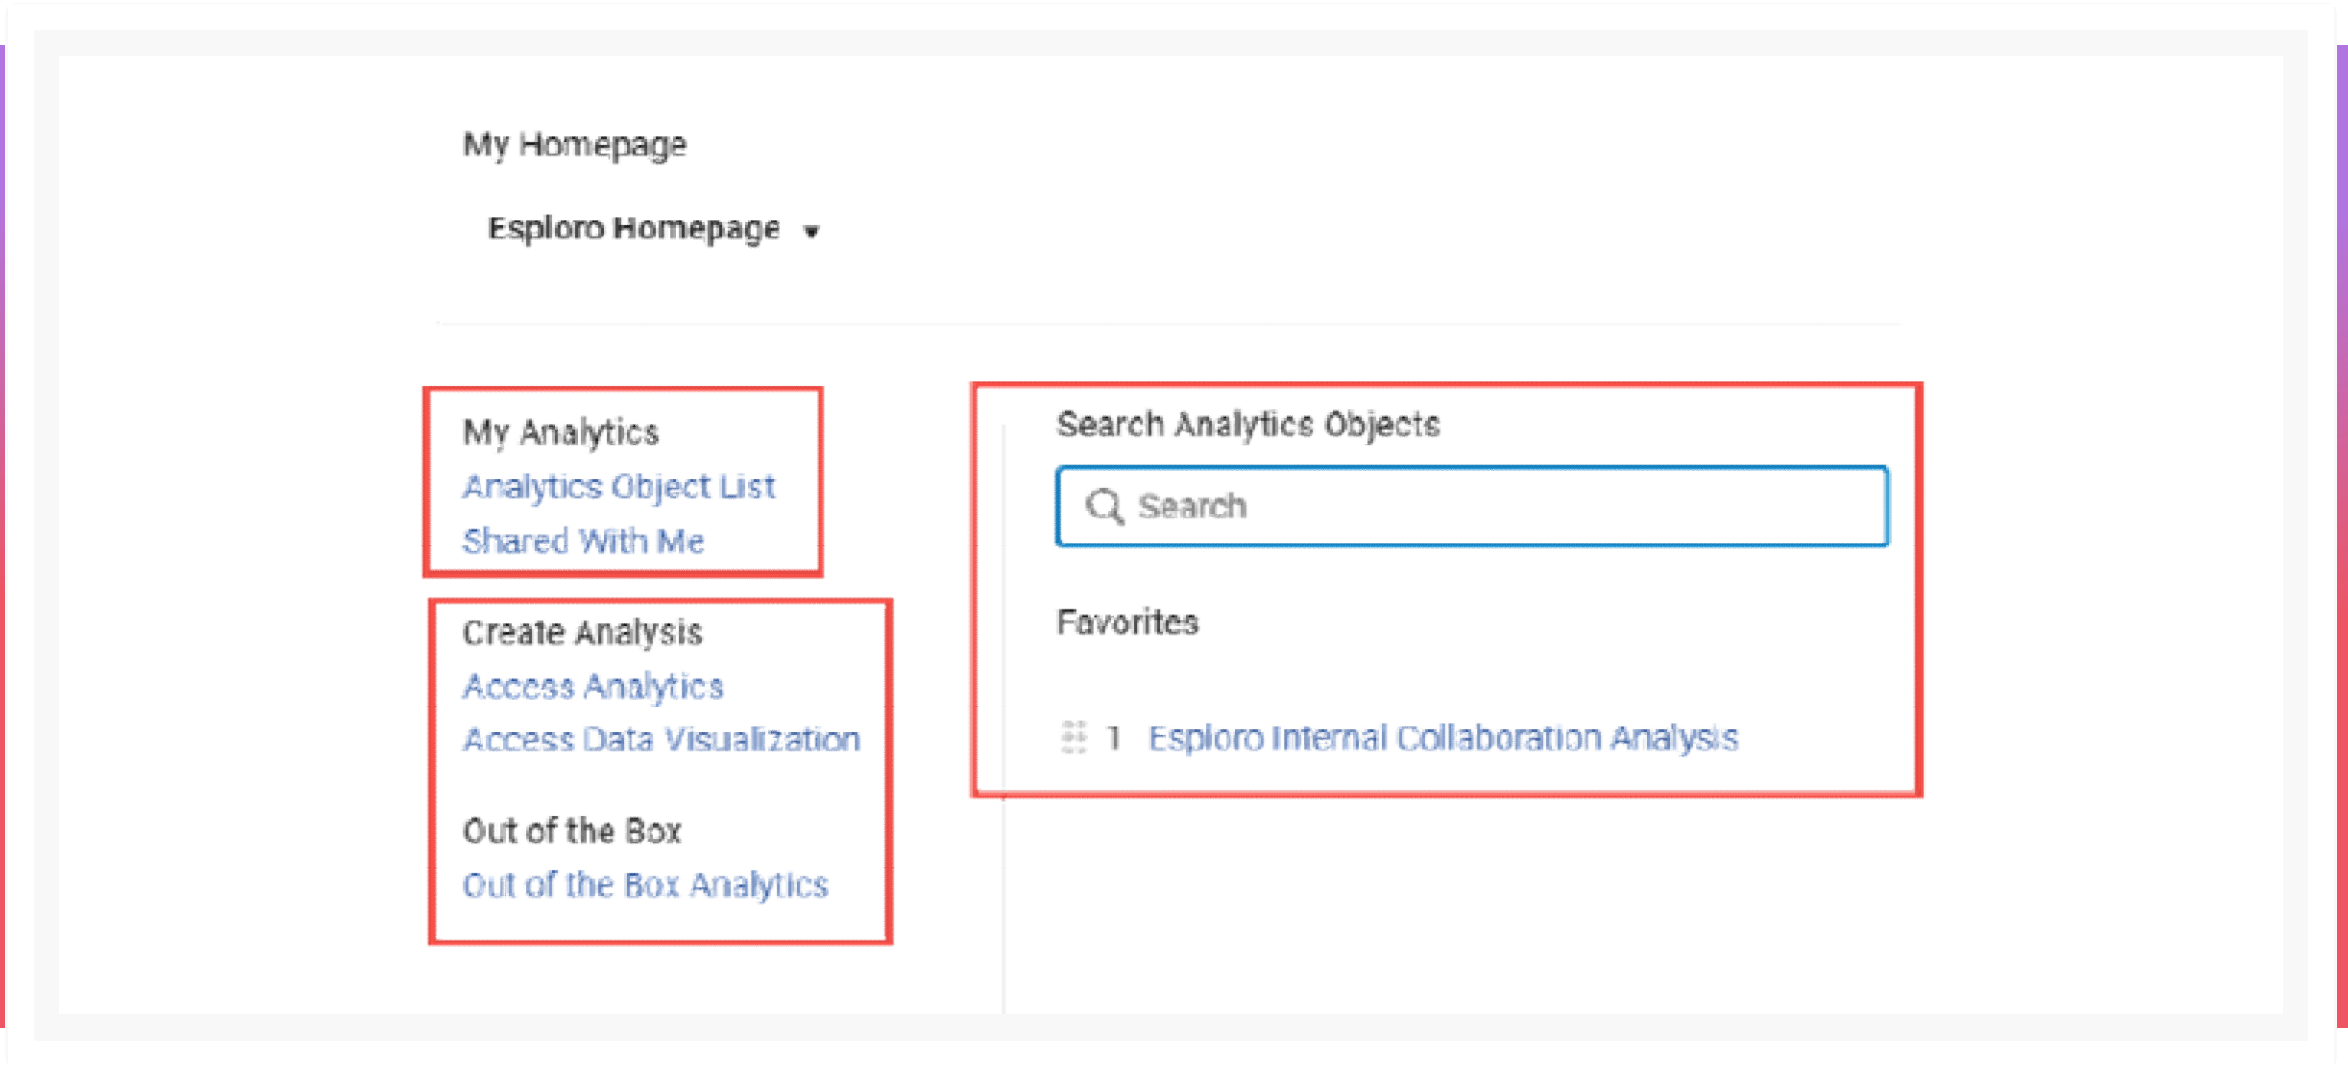 My Homepage
Esploro Homepage
My Analytics
Analytics Object List
Shared With Me
Create Analysis
Access Analytics
Access Data Visualization
Out of the Box
Out of the Box Analytics
Search Analytics Objects
Search
Favorites
1 Esploro Internal Collaboration Analysis